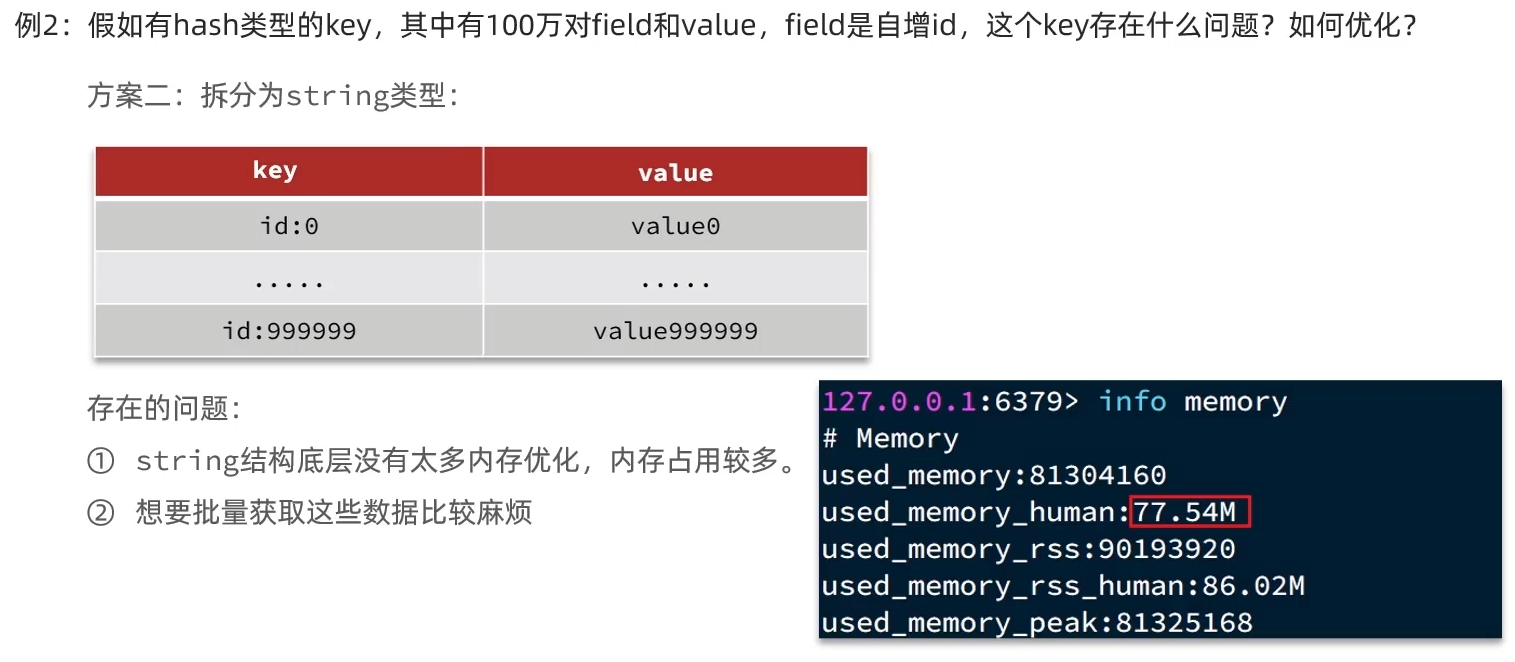 例2：假如有hash类型的key，其中有100万对field和value，field是自增id，这个key存在什么问题？如何优化？
方案二：拆分为string类型：
key value
id:0 value0
..... .....
id:999999 value999999
存在的问题：
① string结构底层没有太多内存优化，内存占用较多。
② 想要批量获取这些数据比较麻烦
127.0.0.1:6379> info memory
# Memory
used_memory:81304160
used_memory_human:77.54M
used_memory_rss:90193920
used_memory_rss_human:86.02M
used_memory_peak:81325168